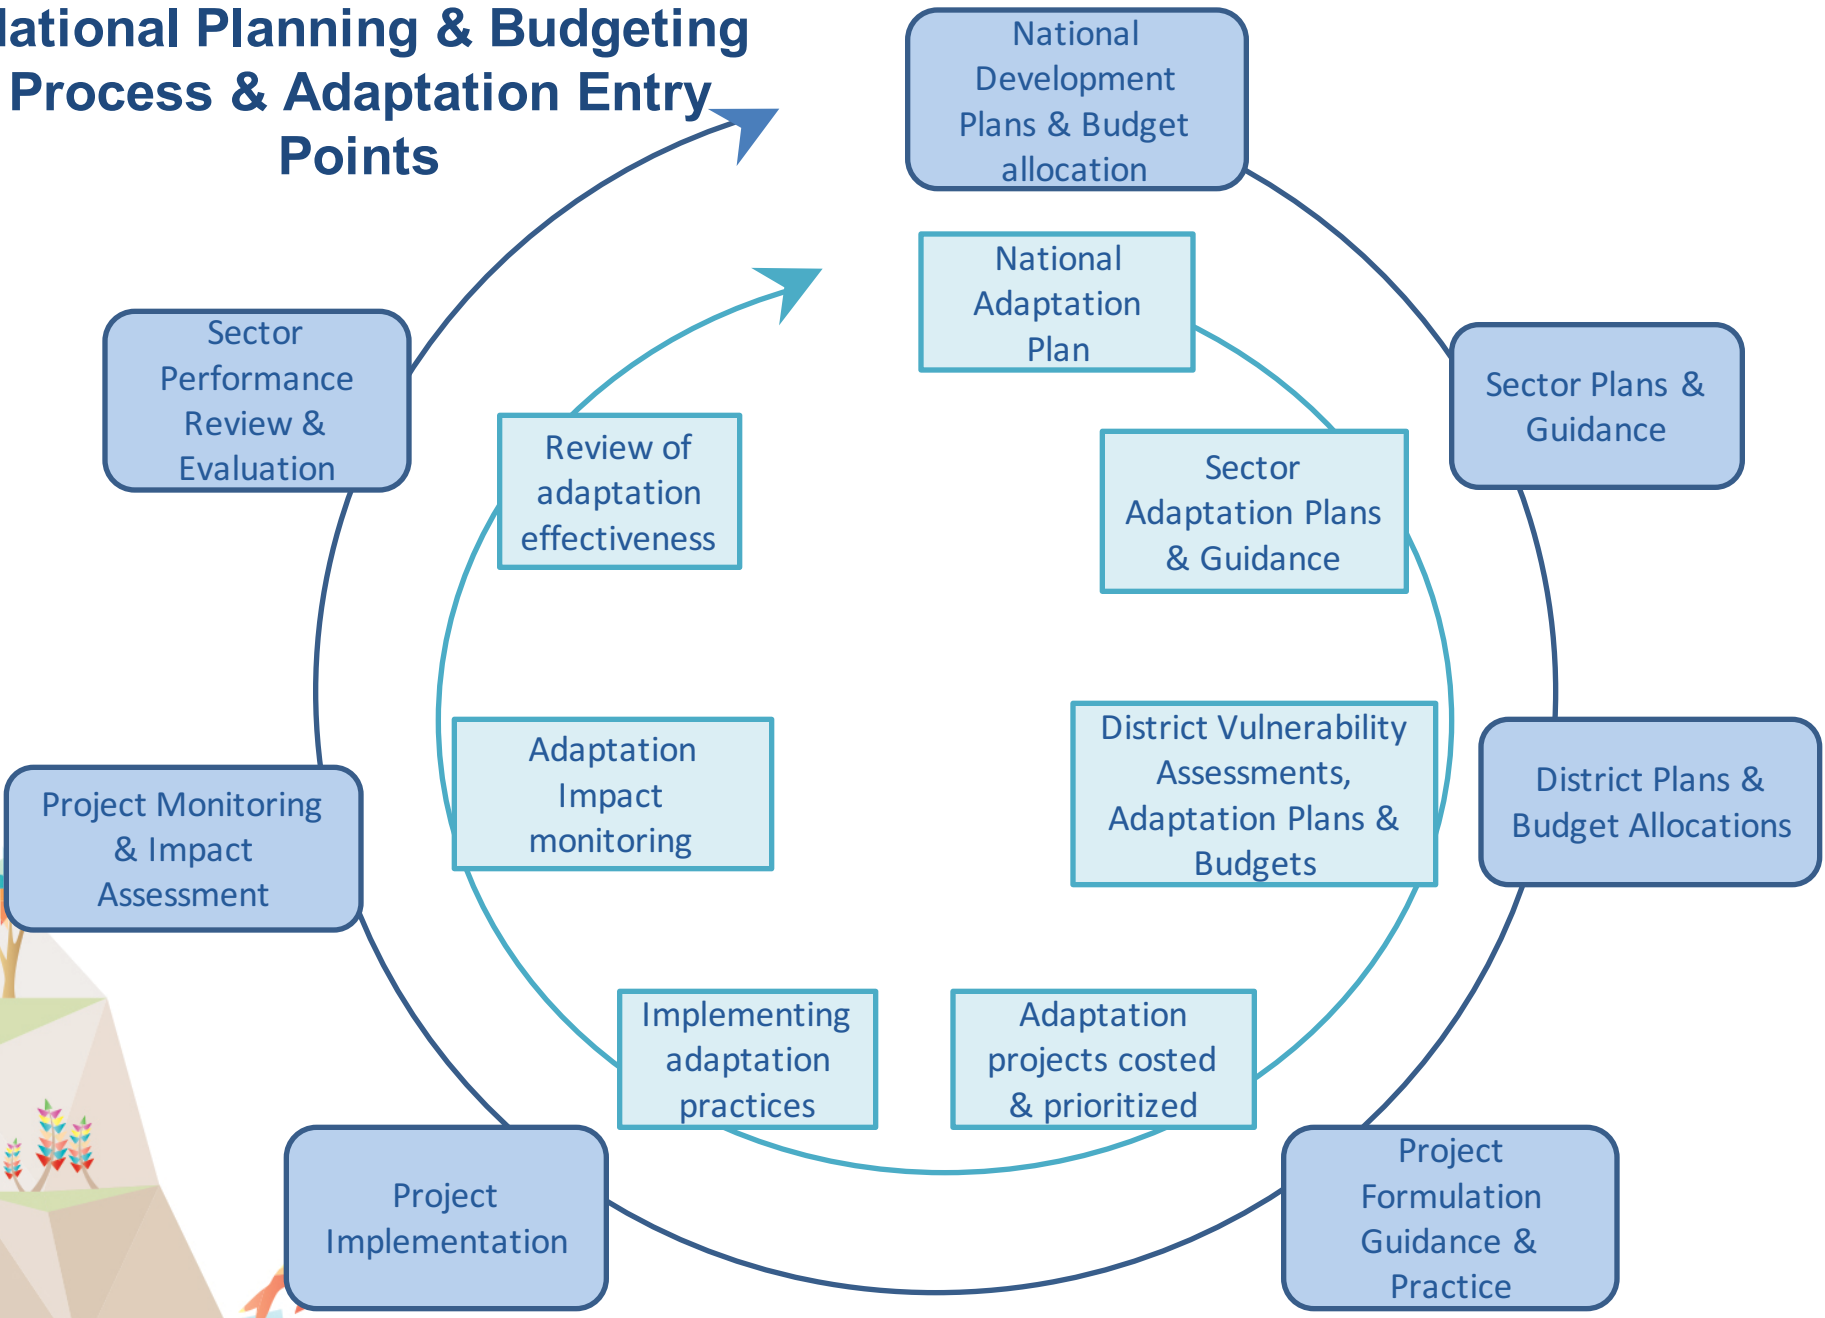 National Planning & Budgeting
Process & Adaptation Entry
Points
National
Development
Plans & Budget
allocation
National
Adaptation
Plan
Sector Plans &
Guidance
Sector
Adaptation Plans
& Guidance
District Vulnerability
Assessments,
Adaptation Plans &
Budgets
District Plans &
Budget Allocations
Adaptation
projects costed
& prioritized
Project
Formulation
Guidance &
Practice
Implementing
adaptation
practices
Project
Implementation
Adaptation
Impact
monitoring
Project Monitoring
& Impact
Assessment
Review of
adaptation
effectiveness
Sector
Performance
Review &
Evaluation